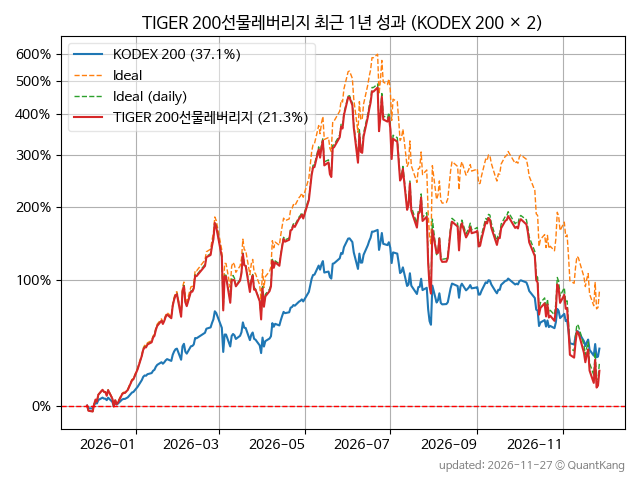 TIGER 200선물레버리지 최근 1년 성과 (KODEX 200 × 2)
KODEX 200 (37.1%)
Ideal
Ideal (daily)
TIGER 200선물레버리지 (21.3%)
600%
500%
400%
300%
200%
100%
0%
2026-01 2026-03 2026-05 2026-07 2026-09 2026-11
updated: 2026-11-27 © QuantKang